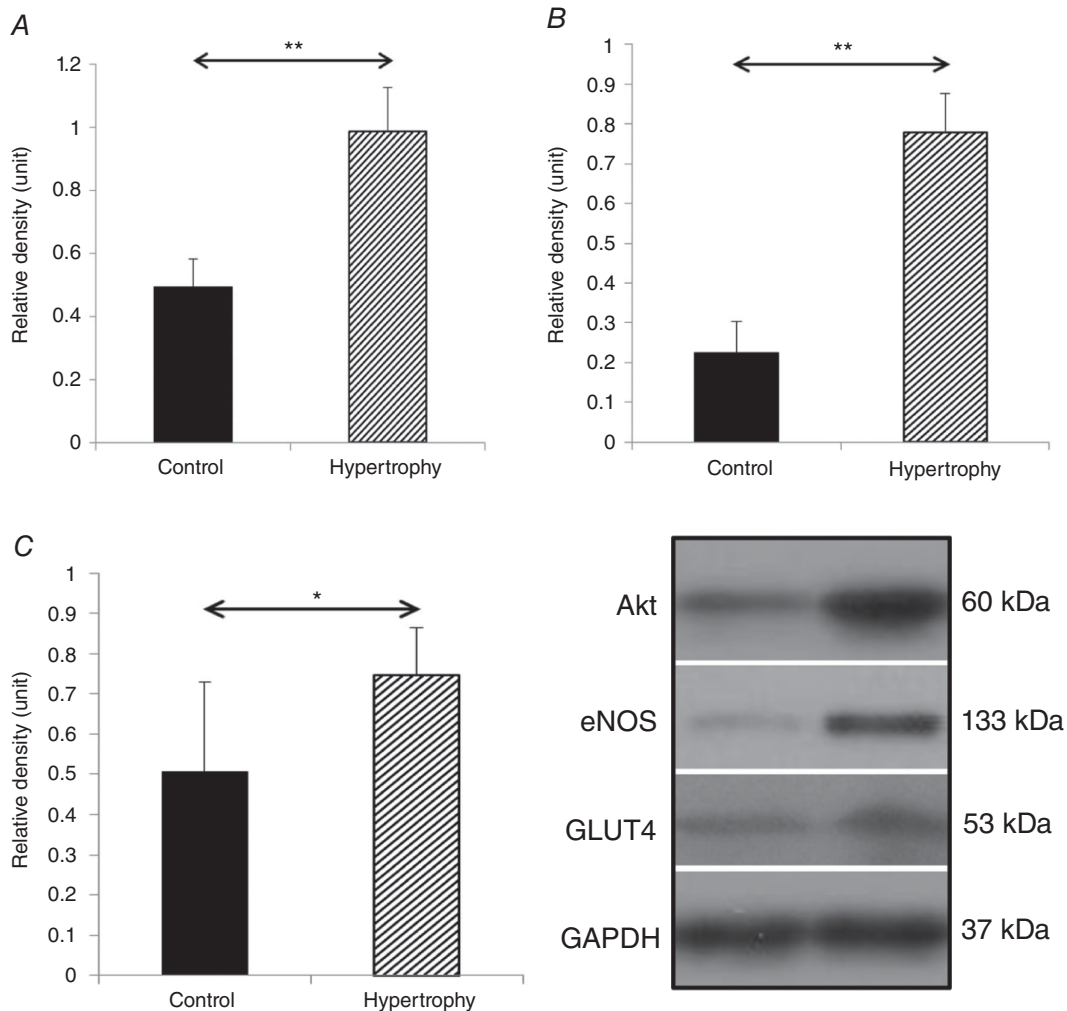 A
**
1.2
1
0.8
0.6
0.4
0.2
0
Relative density (unit)
Control
Hypertrophy
B
**
1
0.9
0.8
0.7
0.6
0.5
0.4
0.3
0.2
0.1
0
Relative density (unit)
Control
Hypertrophy
C
*
1
0.9
0.8
0.7
0.6
0.5
0.4
0.3
0.2
0.1
0
Relative density (unit)
Control
Hypertrophy
Akt 60 kDa
eNOS 133 kDa
GLUT4 53 kDa
GAPDH 37 kDa